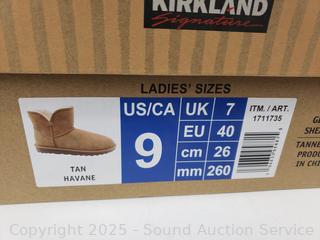 KIRKLAND
Signature
LADIES' SIZES
US/CA
9
UK 7
EU 40
cm 26
mm 260
ITM. / ART.
1711735
TAN
HAVANE
TANNE
PRODU
IN CHI
Copyright 2025 - Sound Auction Service